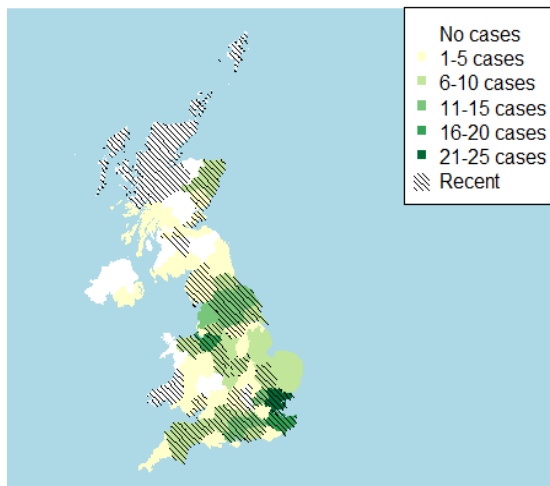 No cases
1-5 cases
6-10 cases
11-15 cases
16-20 cases
21-25 cases
Recent